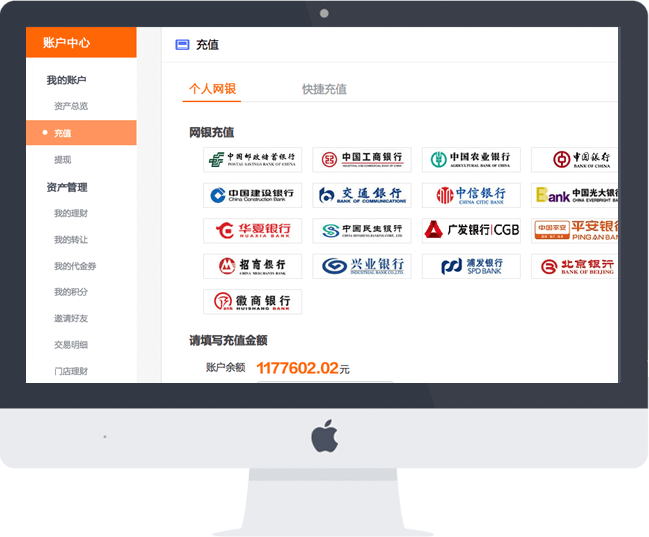 账户中心
充值
我的账户
资产总览
个人网银
快捷充值
充值
网银充值
提现
中国邮政储蓄银行
POSTAL SAVINGS BANK OF CHINA
中国工商银行
中国农业银行
AGRICULTURAL BANK OF CHINA
中国银行
BANK OF CHINA
资产管理
中国建设银行
China Construction Bank
交通银行
BANK OF COMMUNICATIONS
中信银行
CHINA CITIC BANK
Bank
中国光大银行
CHINA EVERBRIGHT BAN
我的理财
华夏银行
HUAXIA BANK
中国民生银行
广发银行|CGB
中国平安
平安银行
PING AN BAN
我的转让
我的代金券
招商银行
CHINA MERCHANTS BANK
兴业银行
INDUSTRIAL BANK CO.,LTD.
浦发银行
SPD BANK
北京银行
BANK OF BEIJING
我的积分
徽商银行
HUISHANG BANK
邀请好友
交易明细
请填写充值金额
门店理财
账户余额 1177602.02元